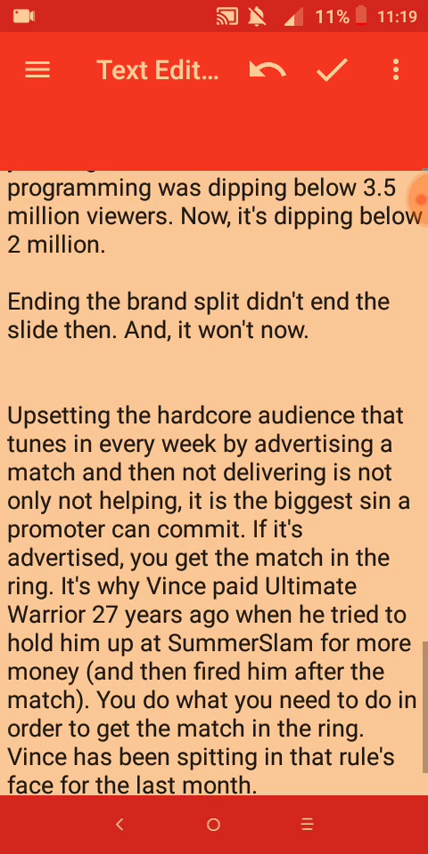 11% 11:19
Text Edit...
programming was dipping below 3.5
million viewers. Now, it's dipping below
2 million.
Ending the brand split didn't end the
slide then. And, it won't now.
Upsetting the hardcore audience that
tunes in every week by advertising a
match and then not delivering is not
only not helping, it is the biggest sin a
promoter can commit. If it's
advertised, you get the match in the
ring. It's why Vince paid Ultimate
Warrior 27 years ago when he tried to
hold him up at SummerSlam for more
money (and then fired him after the
match). You do what you need to do in
order to get the match in the ring.
Vince has been spitting in that rule's
face for the last month.